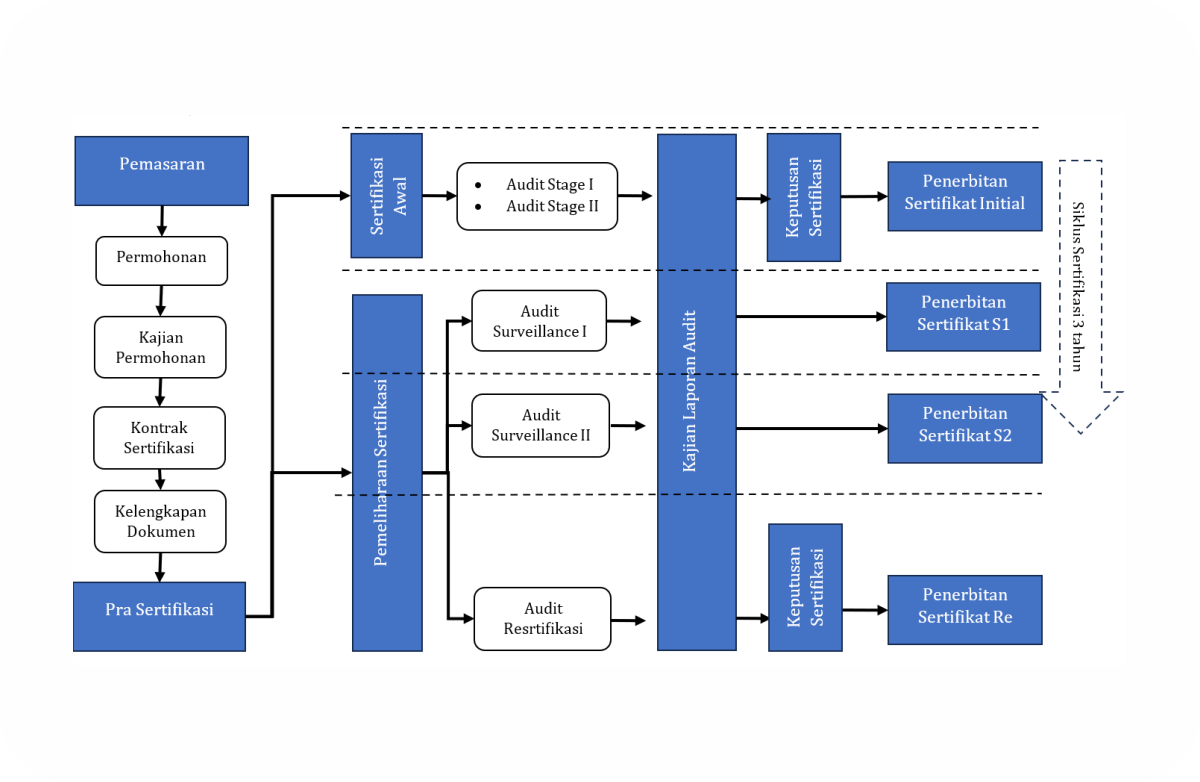 Pemasaran
Permohonan
Kajian
Permohonan
Kontrak
Sertifikasi
Kelengkapan
Dokumen
Pra Sertifikasi
Sertifikasi
Awal
• Audit Stage I
• Audit Stage II
Pemeliharaan Sertifikasi
Audit
Surveillance I
Audit
Surveillance II
Audit
Resrtifikasi
Kajian Laporan Audit
Keputusan
Sertifikasi
Penerbitan
Sertifikat Initial
Penerbitan
Sertifikat S1
Penerbitan
Sertifikat S2
Keputusan
Sertifikasi
Penerbitan
Sertifikat Re
Siklus Sertifikasi 3 tahun